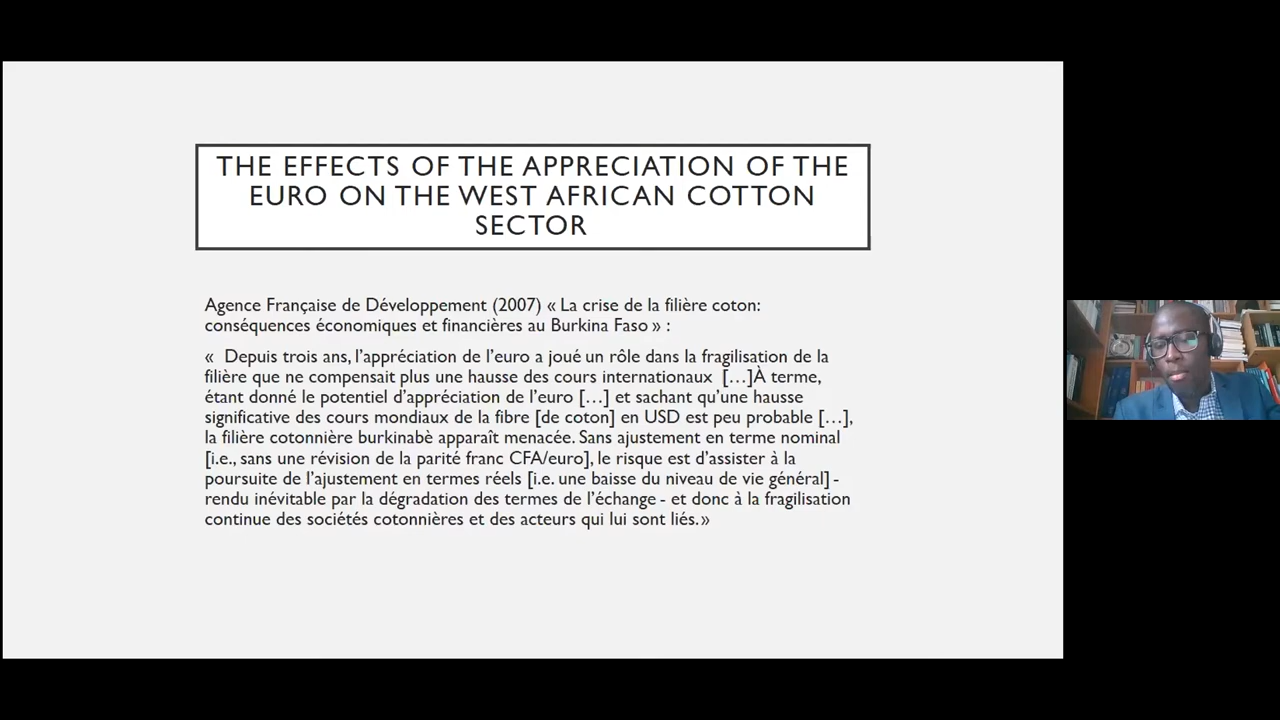 THE EFFECTS OF THE APPRECIATION OF THE
EURO ON THE WEST AFRICAN COTTON
SECTOR
Agence Française de Développement (2007) « La crise de la filière coton:
conséquences économiques et financières au Burkina Faso » :
« Depuis trois ans, l'appréciation de l'euro a joué un rôle dans la fragilisation de la
filière que ne compensait plus une hausse des cours internationaux […]À terme,
étant donné le potentiel d'appréciation de l'euro […] et sachant qu'une hausse
significative des cours mondiaux de la fibre [de coton] en USD est peu probable […],
la filière cotonnière burkinabè apparaît menacée. Sans ajustement en terme nominal
[i.e., sans une révision de la parité franc CFA/euro], le risque est d'assister à la
poursuite de l'ajustement en termes réels [i.e. une baisse du niveau de vie général] -
rendu inévitable par la dégradation des termes de l'échange - et donc à la fragilisation
continue des sociétés cotonnières et des acteurs qui lui sont liés. »